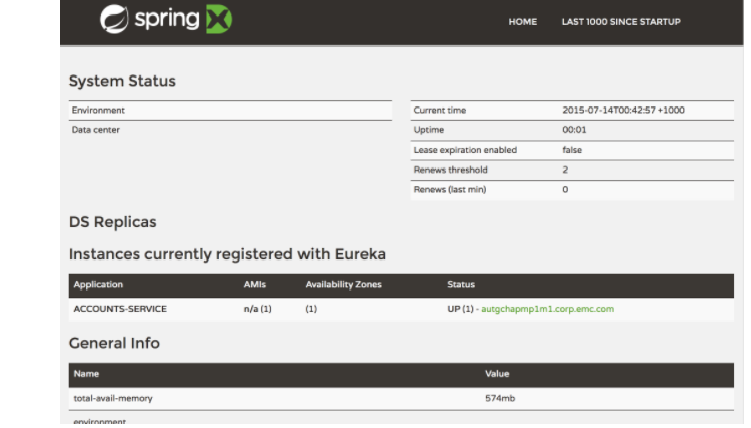 spring
HOME LAST 1000 SINCE STARTUP
System Status
Environment
Data center
Current time 2015-07-14T00:42:57 +1000
Uptime 00:01
Lease expiration enabled false
Renews threshold 2
Renews (last min) 0
DS Replicas
Instances currently registered with Eureka
Application AMIs Availability Zones Status
ACCOUNTS-SERVICE n/a (1) (1) UP (1) - autgchapmp1m1.corp.emc.com
General Info
Name Value
total-avail-memory 574mb
environment